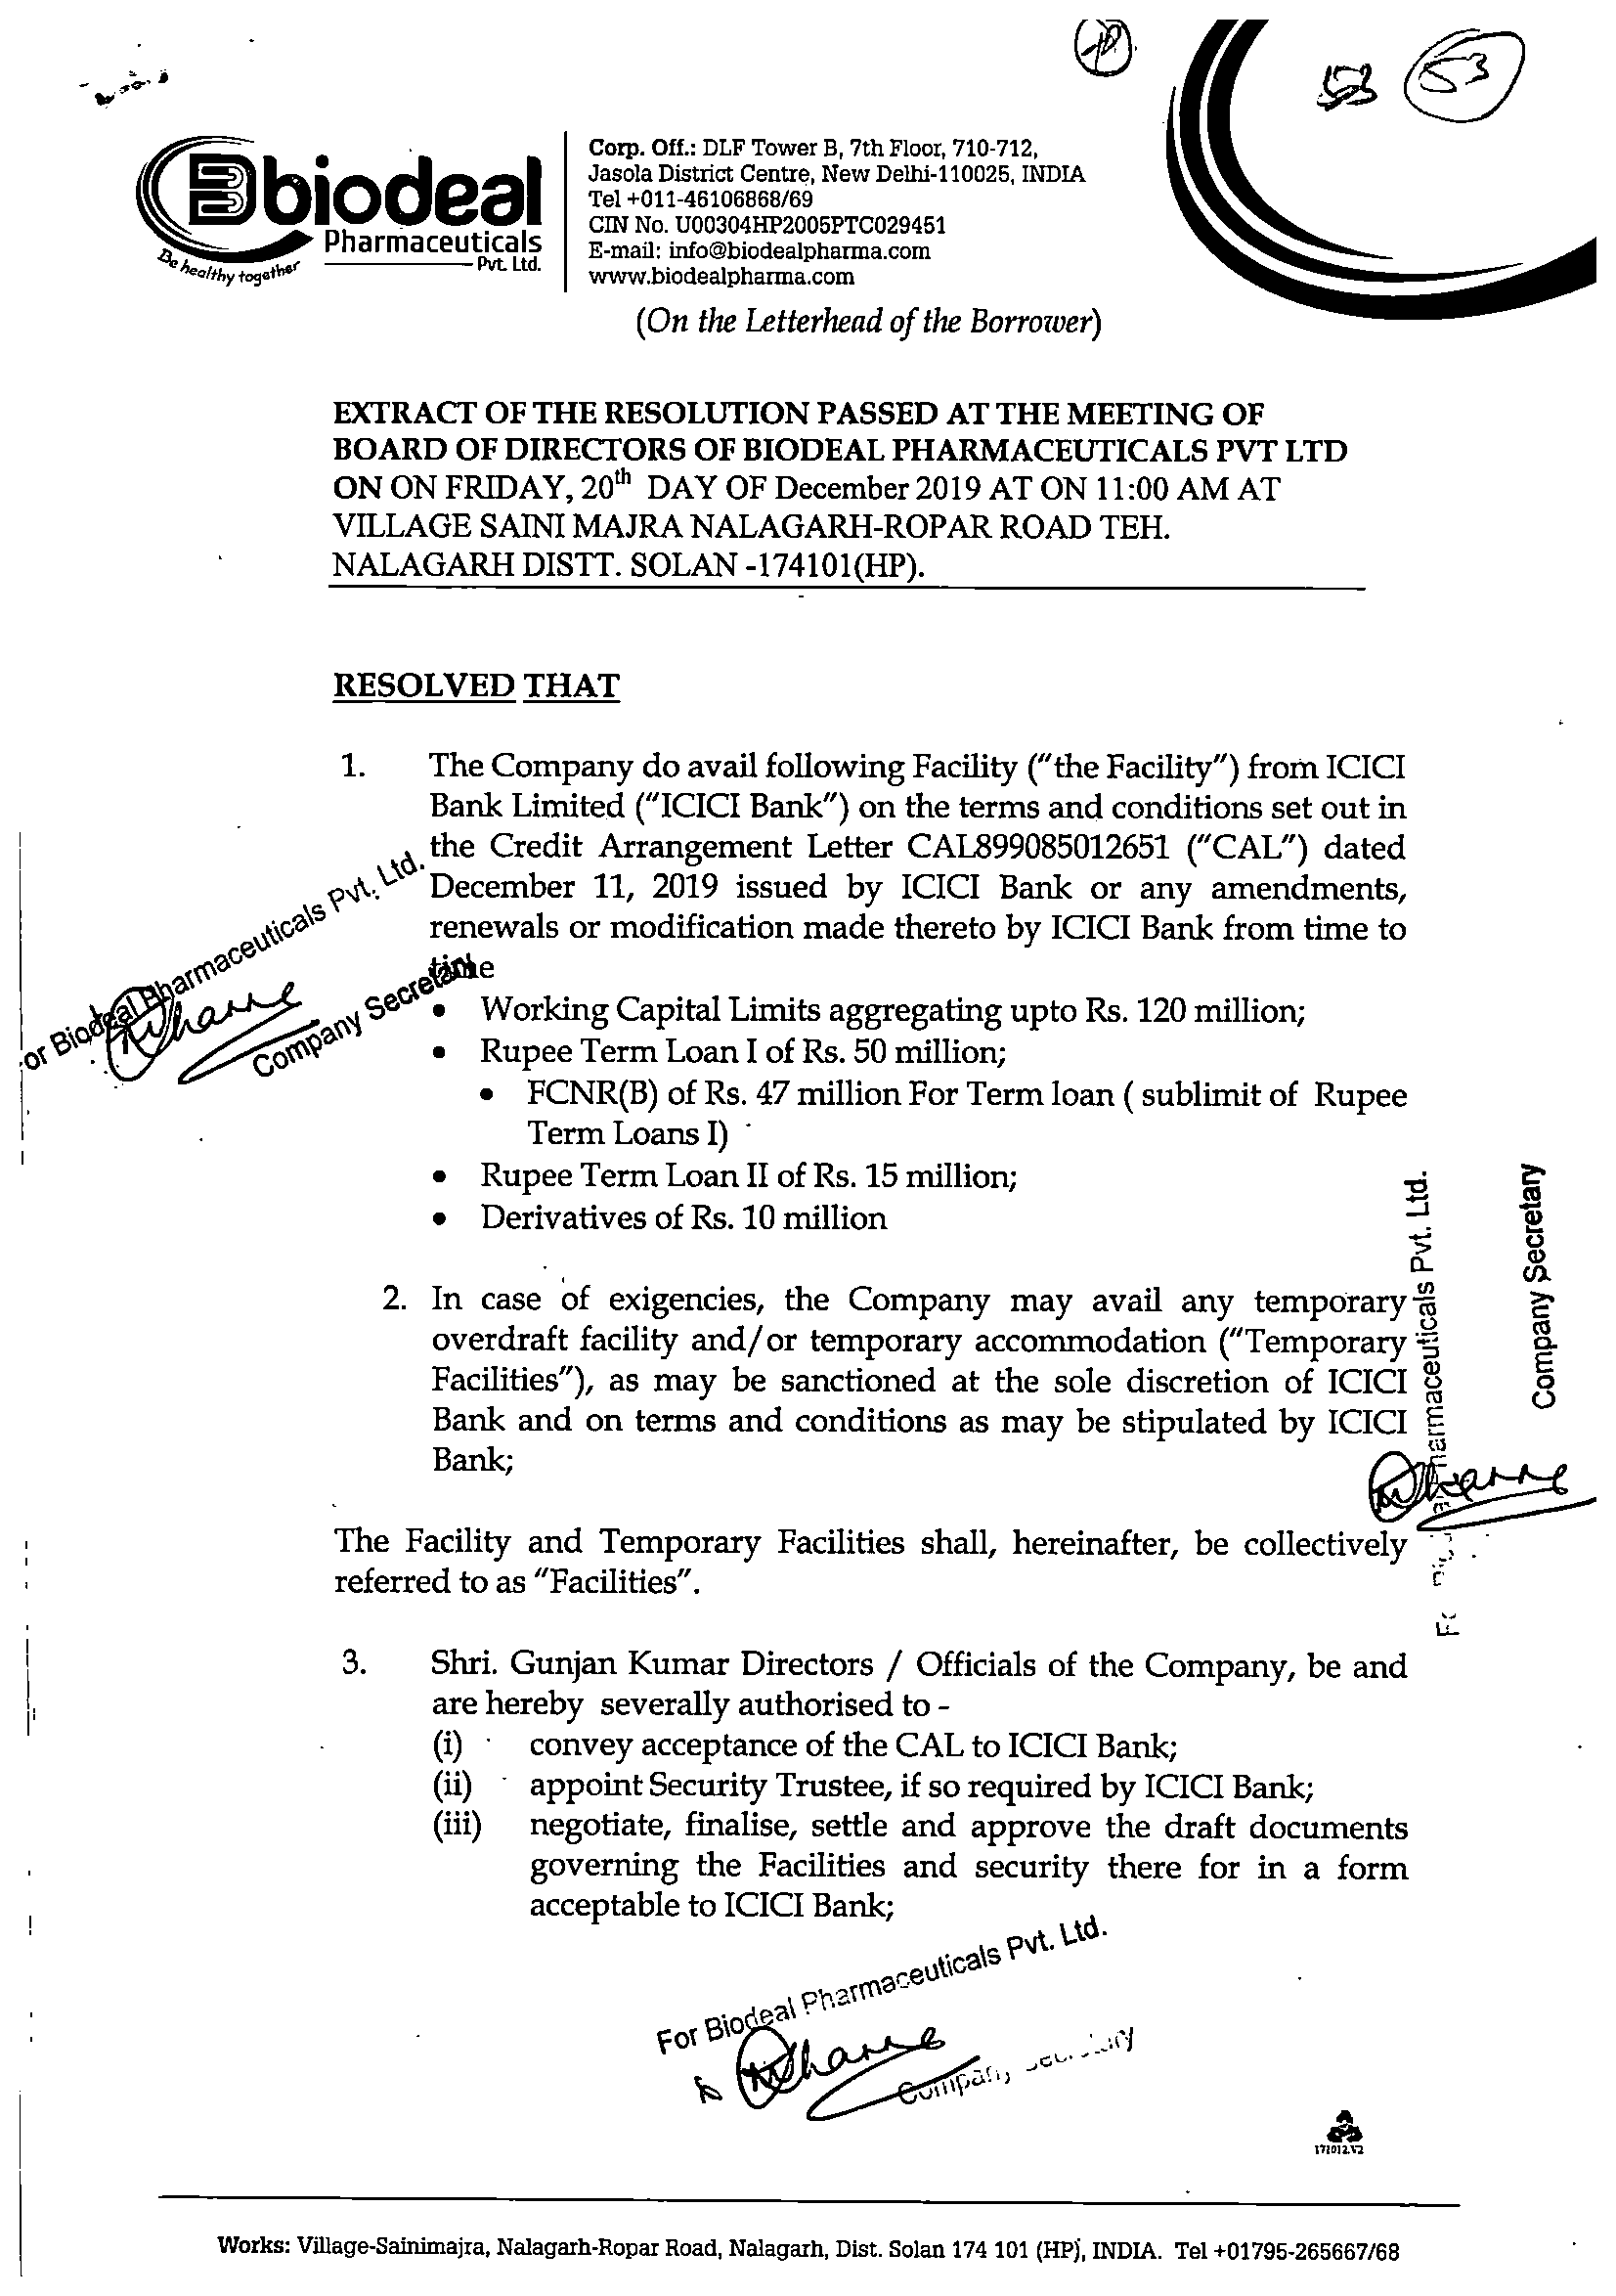 53
biodeal
Pharmaceuticals
Pvt. Ltd.
Be healthy together
Corp. Off.: DLF Tower B, 7th Floor, 710-712,
Jasola District Centre, New Delhi-110025, INDIA
Tel +011-46106868/69
CIN No. U00304HP2005PTC029451
E-mail: info@biodealpharma.com
www.biodealpharma.com
(On the Letterhead of the Borrower)
EXTRACT OF THE RESOLUTION PASSED AT THE MEETING OF
BOARD OF DIRECTORS OF BIODEAL PHARMACEUTICALS PVT LTD
ON ON FRIDAY, 20th DAY OF December 2019 AT ON 11:00 AM AT
VILLAGE SAINI MAJRA NALAGARH-ROPAR ROAD TEH.
NALAGARH DISTT. SOLAN -174101(HP).
RESOLVED THAT
1. The Company do avail following Facility ("the Facility") from ICICI
Bank Limited ("ICICI Bank") on the terms and conditions set out in
the Credit Arrangement Letter CAL899085012651 ("CAL") dated
December 11, 2019 issued by ICICI Bank or any amendments,
renewals or modification made thereto by ICICI Bank from time to
time
• Working Capital Limits aggregating upto Rs. 120 million;
• Rupee Term Loan I of Rs. 50 million;
• FCNR(B) of Rs. 47 million For Term loan ( sublimit of Rupee
Term Loans I)
• Rupee Term Loan II of Rs. 15 million;
• Derivatives of Rs. 10 million
or Biodeal Pharmaceuticals Pvt. Ltd.
Company Secretary
2. In case of exigencies, the Company may avail any temporary
overdraft facility and/or temporary accommodation ("Temporary
Facilities"), as may be sanctioned at the sole discretion of ICICI
Bank and on terms and conditions as may be stipulated by ICICI
Bank;
Pharmaceuticals Pvt. Ltd.
Company Secretary
The Facility and Temporary Facilities shall, hereinafter, be collectively
referred to as "Facilities".
3. Shri. Gunjan Kumar Directors / Officials of the Company, be and
are hereby severally authorised to -
(i) convey acceptance of the CAL to ICICI Bank;
(ii) appoint Security Trustee, if so required by ICICI Bank;
(iii) negotiate, finalise, settle and approve the draft documents
governing the Facilities and security there for in a form
acceptable to ICICI Bank;
For Biodeal Pharmaceuticals Pvt. Ltd.
Company Secretary
171012.V2
Works: Village-Sainimajra, Nalagarh-Ropar Road, Nalagarh, Dist. Solan 174 101 (HP), INDIA. Tel +01795-265667/68